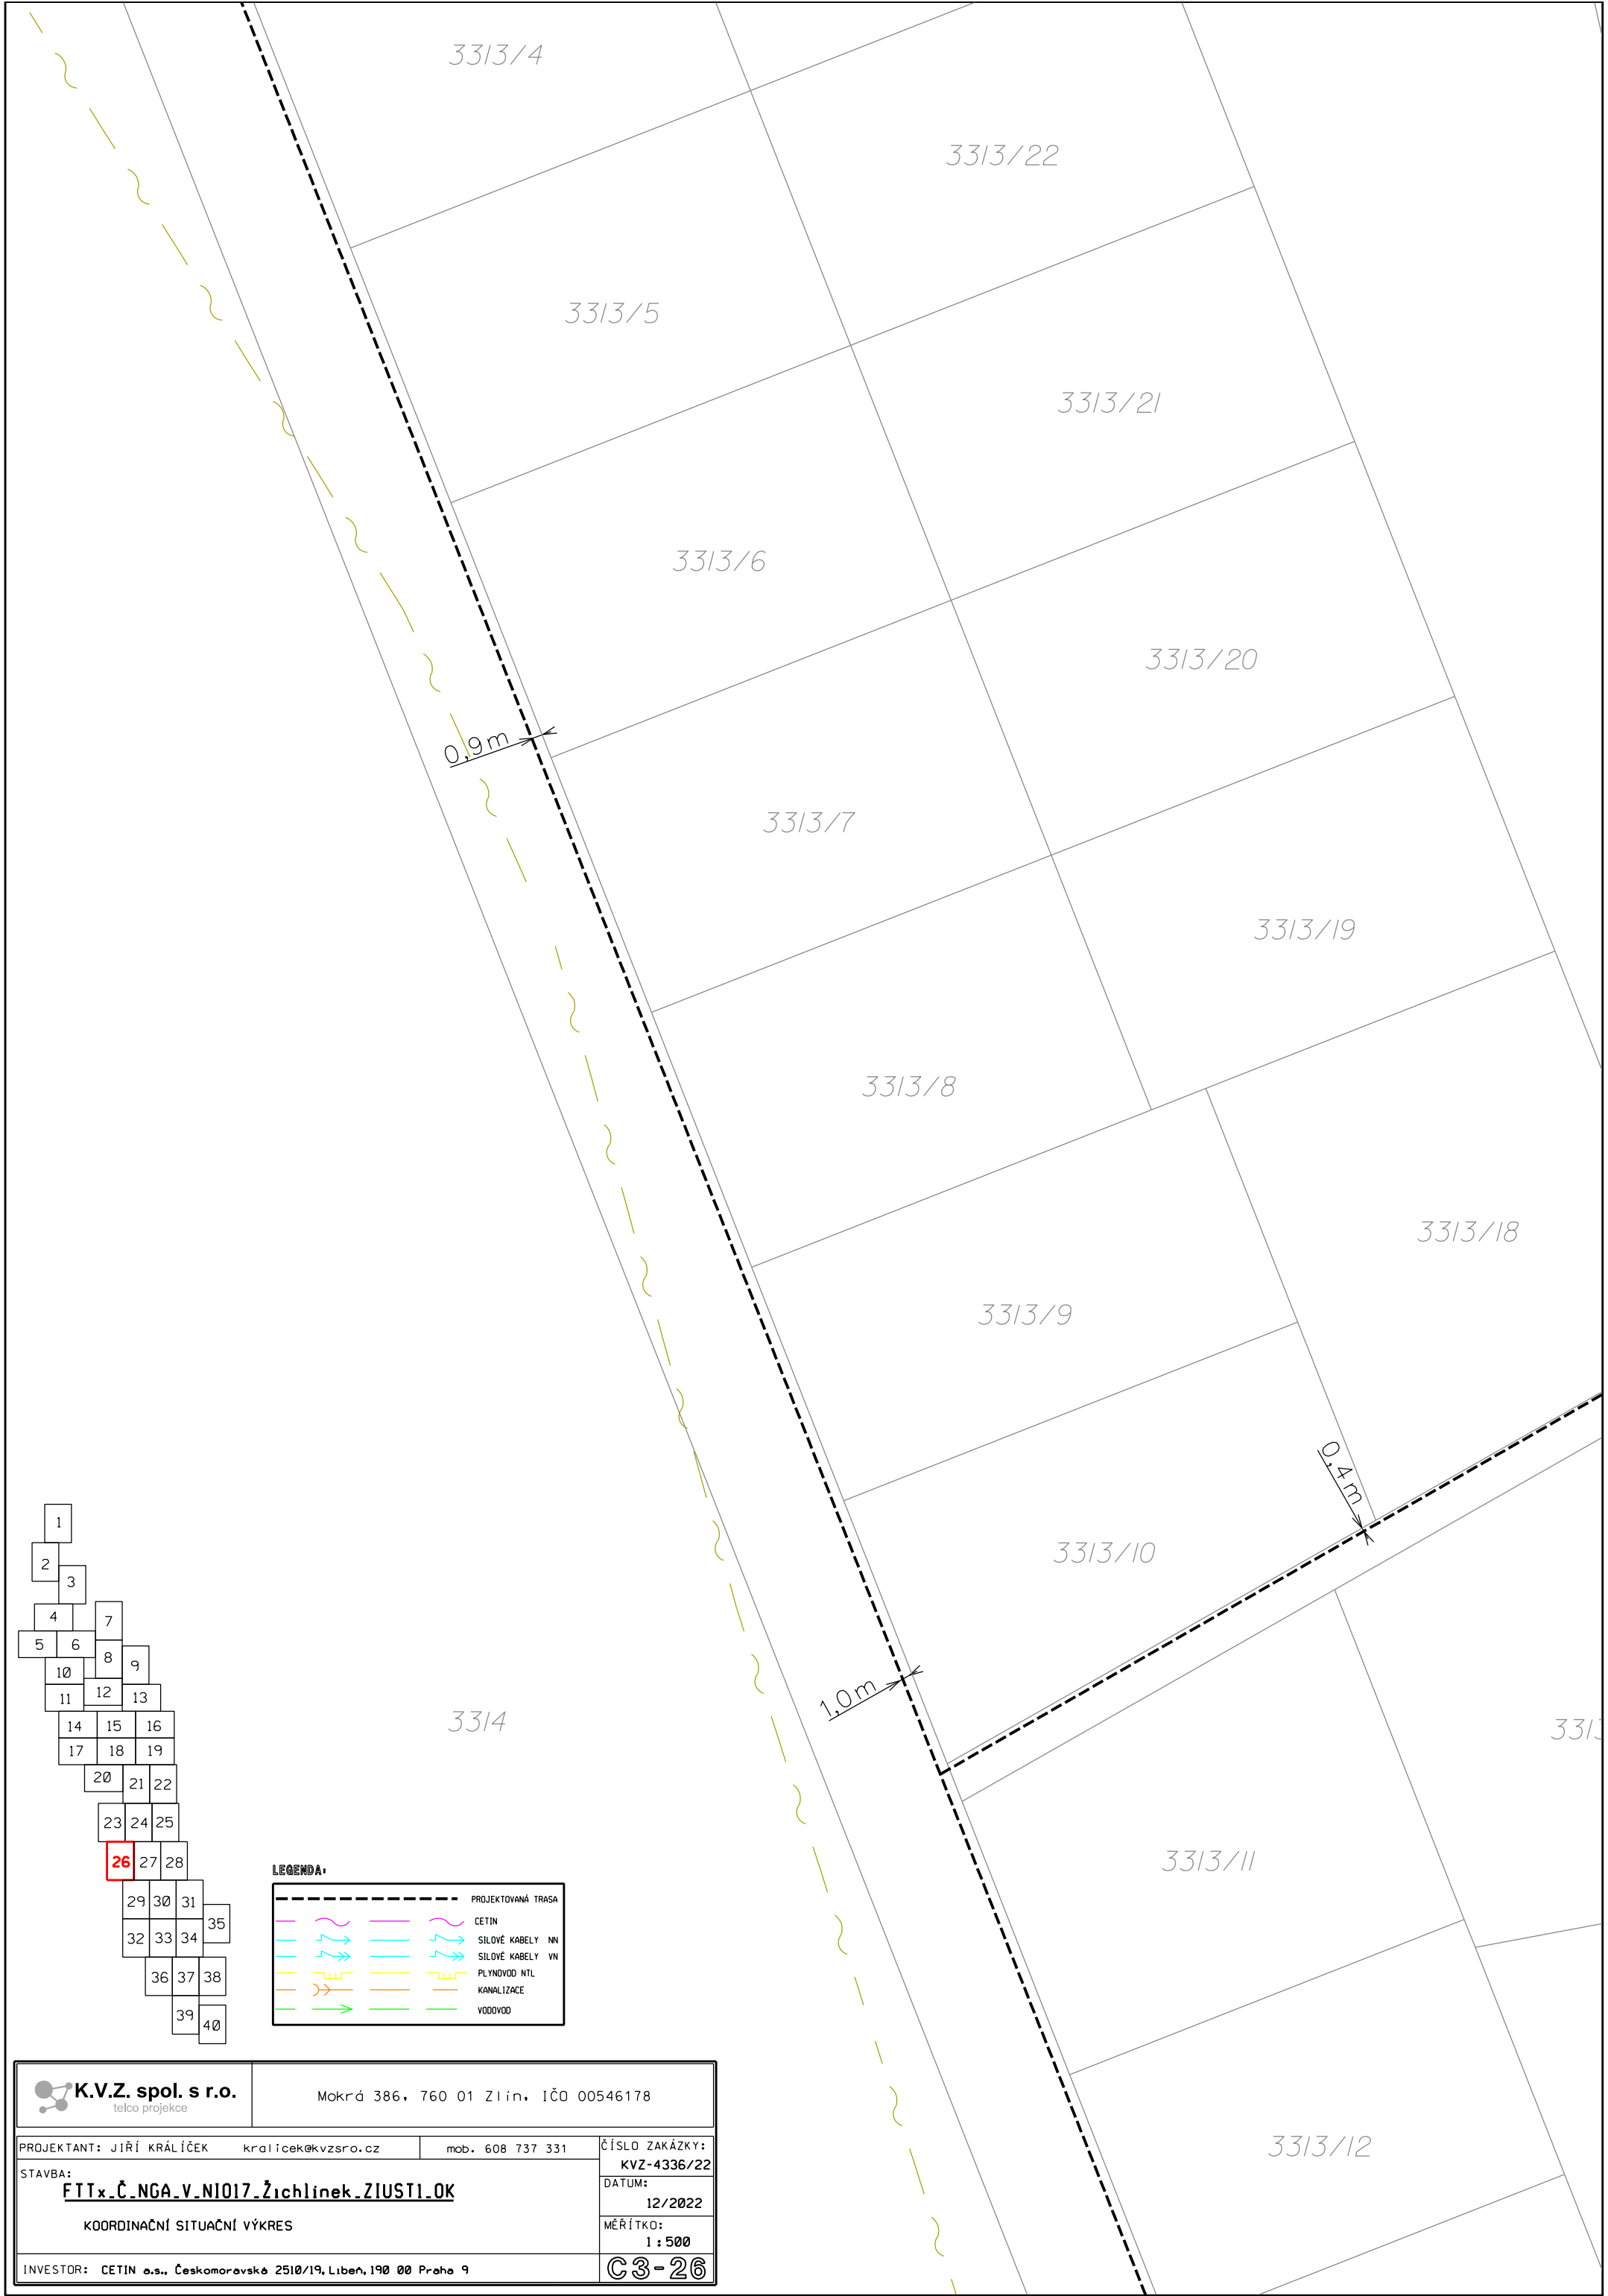 3313/4
3313/22
3313/5
3313/21
3313/6
3313/20
0,9m
3313/7
3313/19
3313/8
3313/18
3313/9
0,4m
3313/10
1,0m
3314
3313/11
3313/12
1
2
3
4
7
5 6
8
9
10
12
11
13
14 15 16
17 18 19
20
21 22
23 24 25
26 27 28
29 30 31
35
32 33 34
36 37 38
39
40
LEGENDA:
PROJEKTOVANÁ TRASA
CETIN
SILOVÉ KABELY NN
SILOVÉ KABELY VN
PLYNOVOD NTL
KANALIZACE
VODOVOD
K.V.Z. spol. s r.o.
telco projekce
Mokrá 386, 760 01 Zlín, IČO 00546178
PROJEKTANT: JIŘÍ KRÁLÍČEK kralicek@kvzsro.cz mob. 608 737 331
ČÍSLO ZAKÁZKY:
KVZ-4336/22
STAVBA:
FTTx_Č_NGA_V_NI017_Žichlínek_ZIUST1_OK
DATUM:
12/2022
KOORDINAČNÍ SITUAČNÍ VÝKRES
MĚŘÍTKO:
1:500
INVESTOR: CETIN a.s., Českomoravská 2510/19, Libeň, 190 00 Praha 9
C3-26